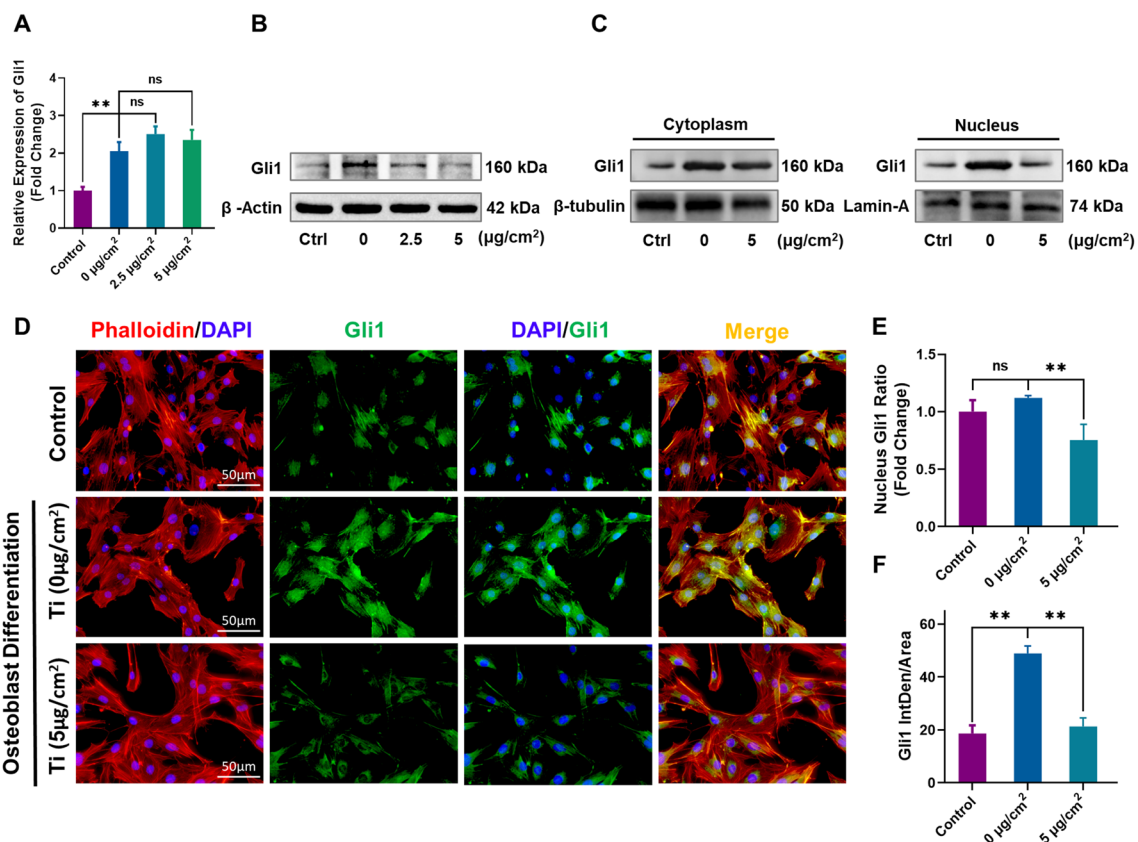 A
B
C
Relative Expression of Gli1
(Fold Change)
4
3
2
1
0
**
ns
ns
Control
0 µg/cm²
2.5 µg/cm²
5 µg/cm²
Gli1
160 kDa
β -Actin
42 kDa
Ctrl 0 2.5 5 (µg/cm²)
Cytoplasm
Gli1
160 kDa
β-tubulin
50 kDa
Ctrl 0 5 (µg/cm²)
Nucleus
Gli1
160 kDa
Lamin-A
74 kDa
Ctrl 0 5 (µg/cm²)
D
Phalloidin/DAPI
Gli1
DAPI/Gli1
Merge
Control
50µm
Osteoblast Differentiation
Ti (0µg/cm²)
50µm
Ti (5µg/cm²)
50µm
E
Nucleus Gli1 Ratio
(Fold Change)
1.5
1.0
0.5
0.0
ns
**
Control
0 µg/cm²
5 µg/cm²
F
Gli1 IntDen/Area
60
40
20
0
**
**
Control
0 µg/cm²
5 µg/cm²